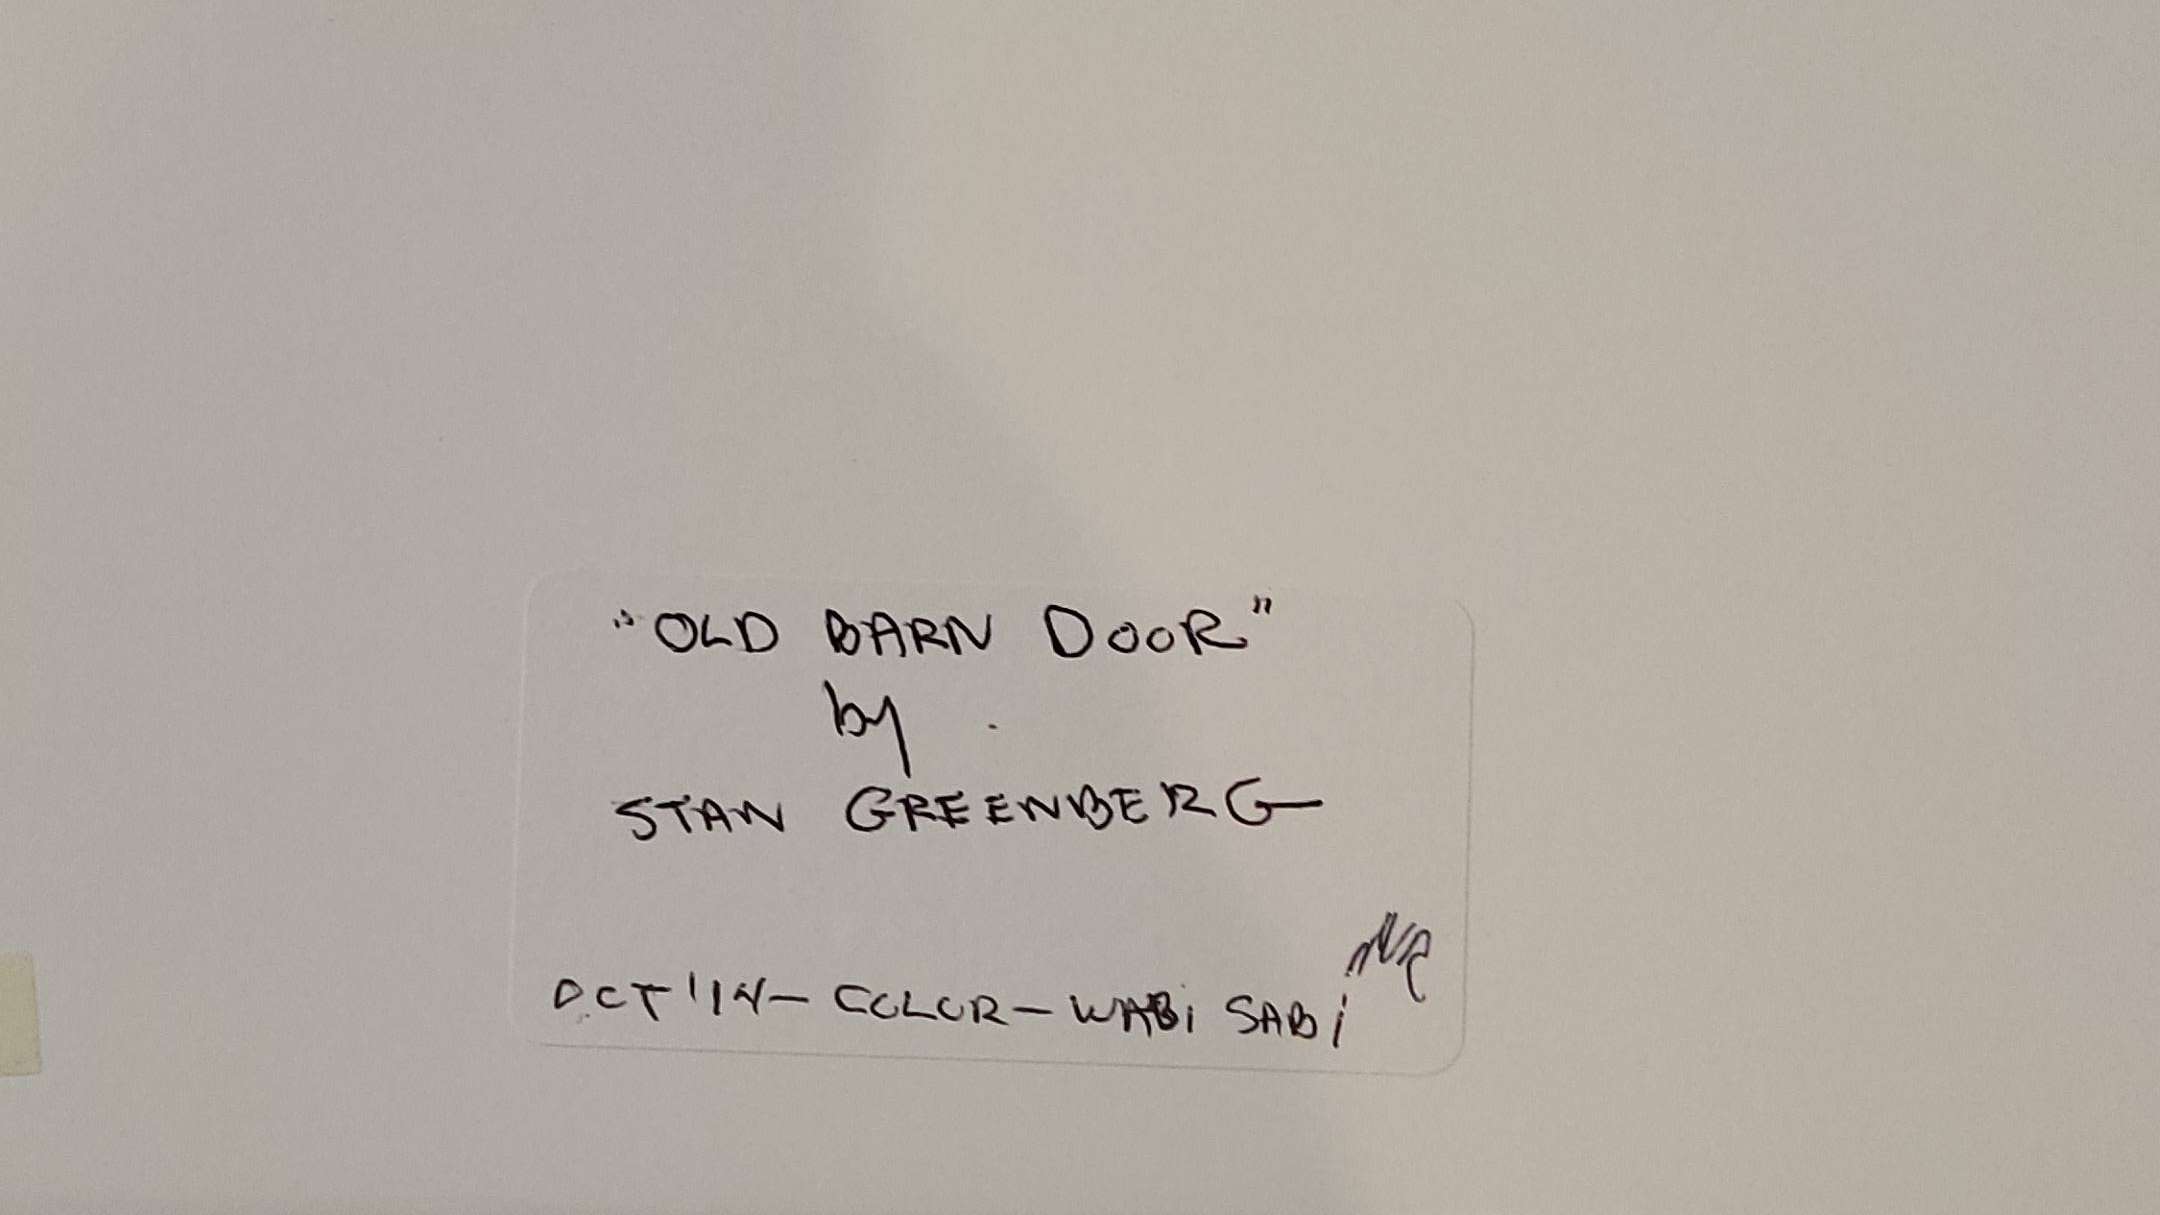 "OLD BARN DOOR"
by
STAN GREENBERG
OCT '14 - COLOR - WABI SABI